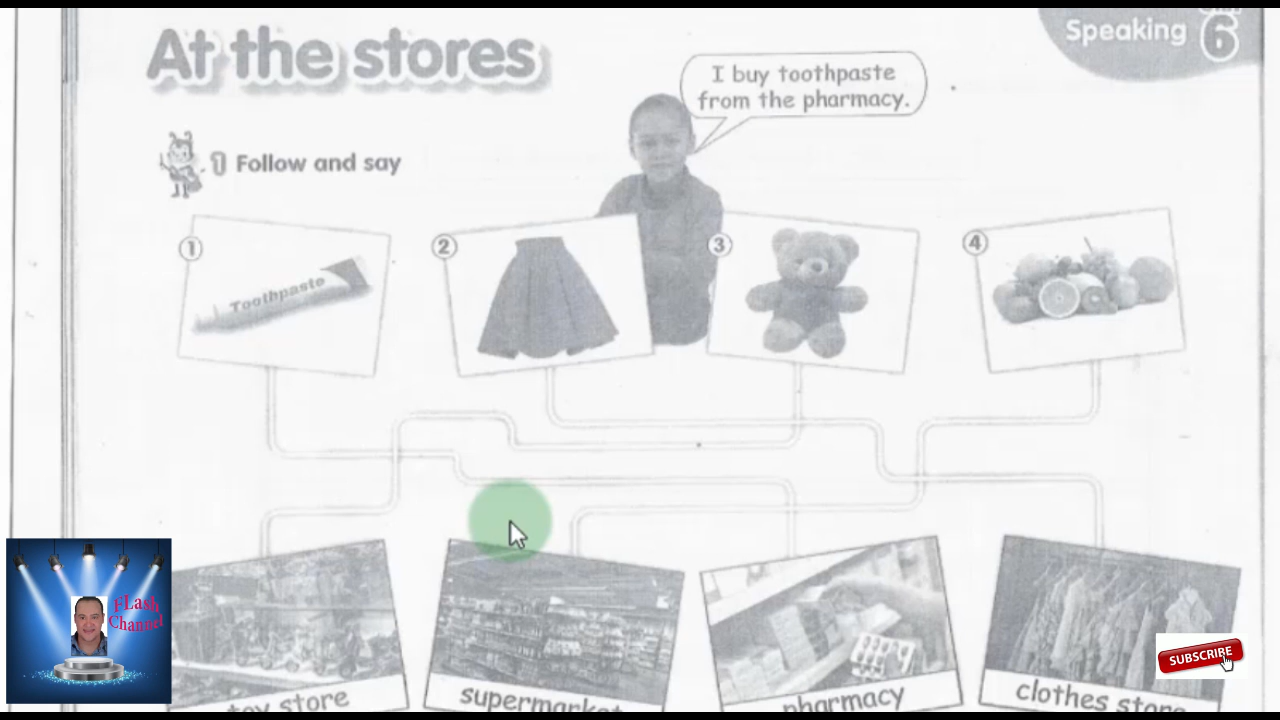 At the stores
Speaking 6
I buy toothpaste
from the pharmacy.
1 Follow and say
1
2
3
4
Toothpaste
toy store
supermarket
pharmacy
clothes store
FLash
Channel
SUBSCRIBE